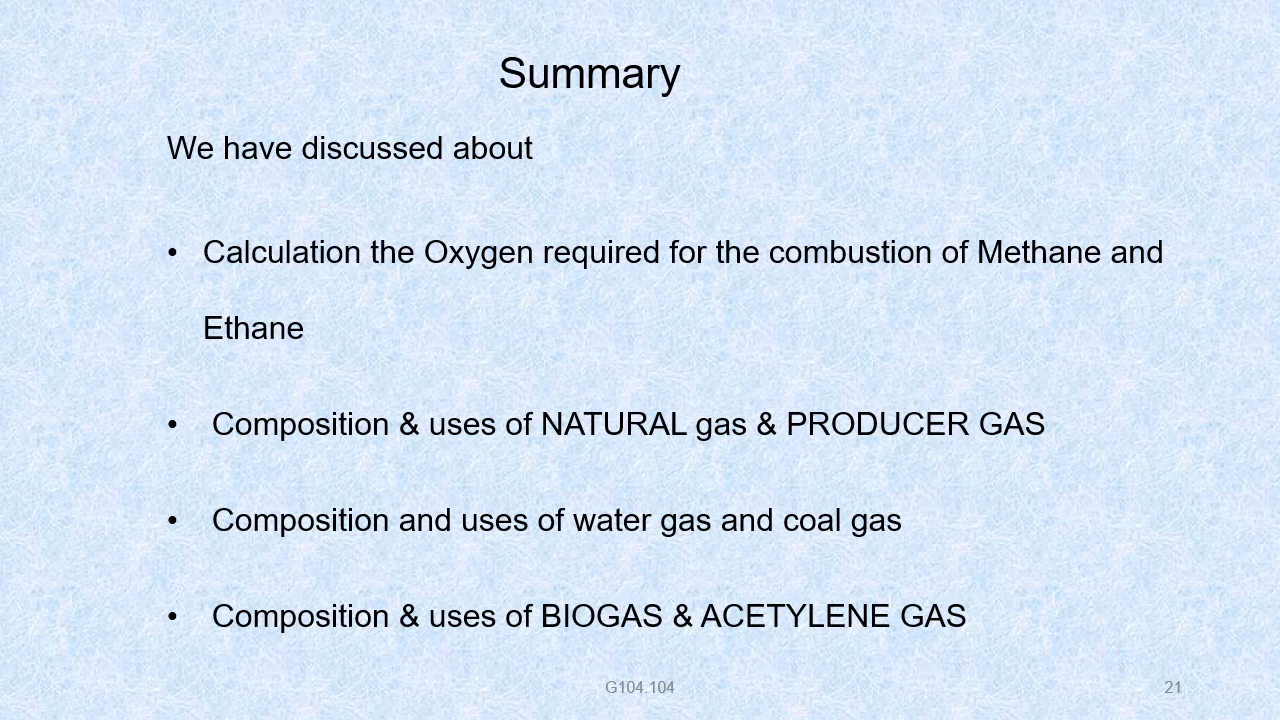 Summary
We have discussed about
• Calculation the Oxygen required for the combustion of Methane and
Ethane
• Composition & uses of NATURAL gas & PRODUCER GAS
• Composition and uses of water gas and coal gas
• Composition & uses of BIOGAS & ACETYLENE GAS
G104.104
21